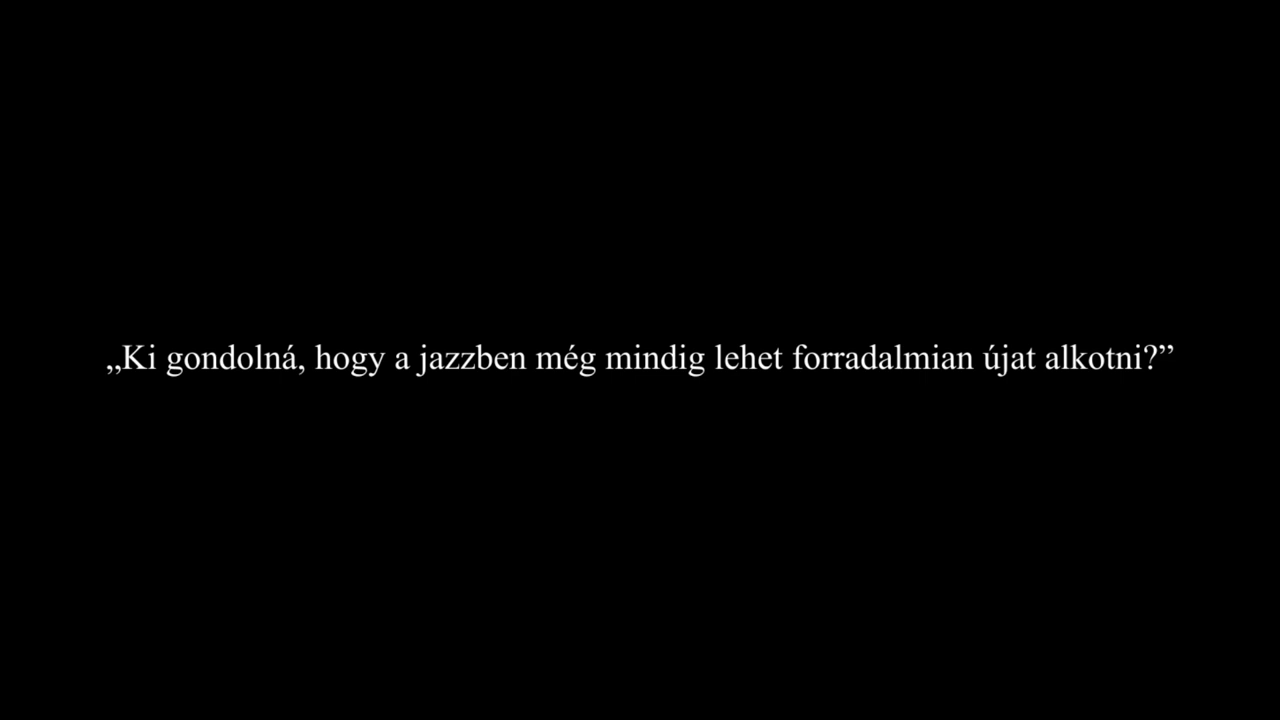 „Ki gondolná, hogy a jazzben még mindig lehet forradalmian újat alkotni?”